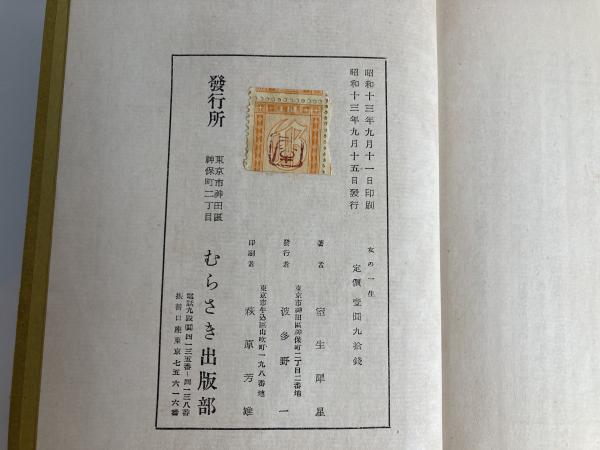 昭和十三年九月十一日印刷
昭和十三年九月十五日發行
女の一生
定價 壹圓九拾錢
著者 室生犀星
東京市神田區神保町二丁目二番地
發行者 波多野一
東京市牛込區山吹町一九八番地
印刷者 萩原芳雄
發行所
東京市神田區
神保町二丁目
むらさき出版部
電話九段園四一三五番―四一三八番
振替口座東京七五六一六番